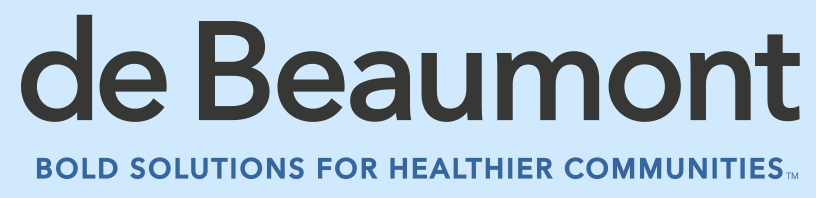 de Beaumont
BOLD SOLUTIONS FOR HEALTHIER COMMUNITIES™